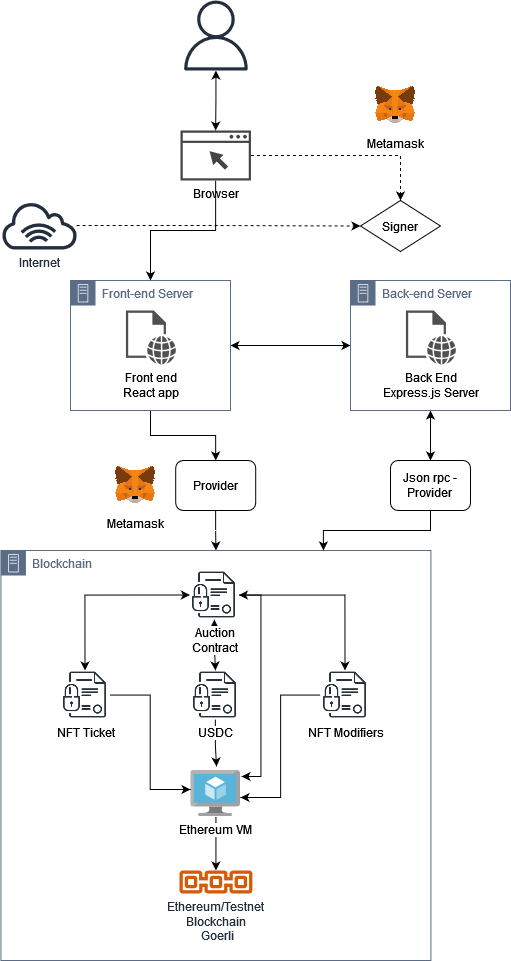 Metamask
Browser
Signer
Internet
Front-end Server
Back-end Server
Front end
React app
Back End
Express.js Server
Provider
Json rpc -
Provider
Metamask
Blockchain
Auction
Contract
NFT Ticket
USDC
NFT Modifiers
Ethereum VM
Ethereum/Testnet
Blockchain
Goerli